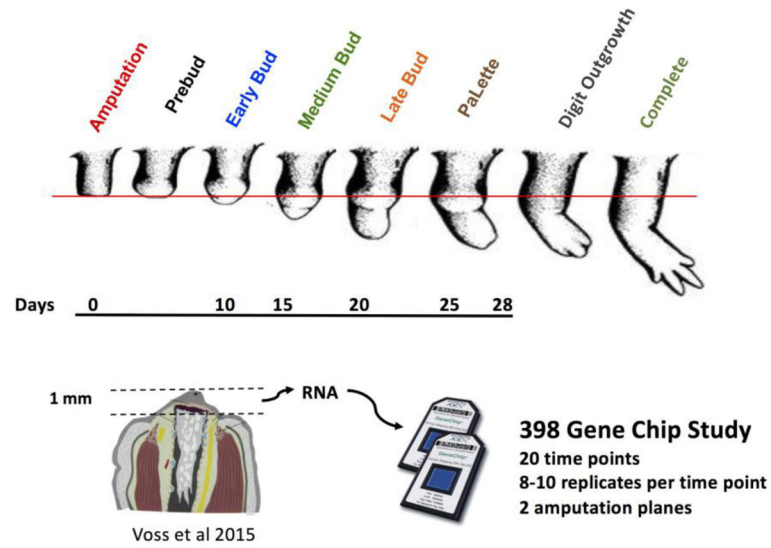 Amputation
Prebud
Early Bud
Medium Bud
Late Bud
PaLette
Digit Outgrowth
Complete
Days 0 10 15 20 25 28
1 mm
RNA
GeneChip
GeneChip
398 Gene Chip Study
20 time points
8-10 replicates per time point
2 amputation planes
Voss et al 2015